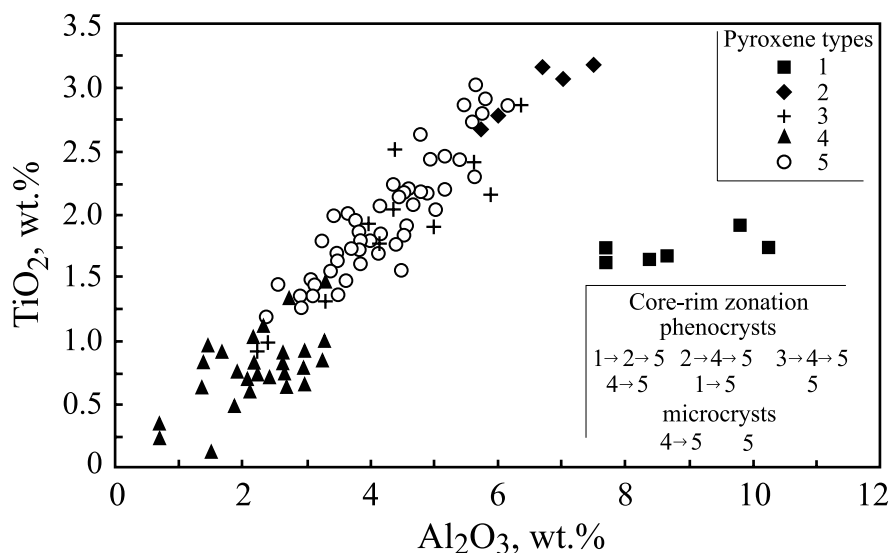 3.5
3.0
2.5
2.0
1.5
1.0
0.5
0
TiO2, wt.%
0 2 4 6 8 10 12
Al2O3, wt.%
Pyroxene types
1
2
3
4
5
Core-rim zonation
phenocrysts
1→2→5 2→4→5 3→4→5
4→5 1→5 5
microcrysts
4→5 5